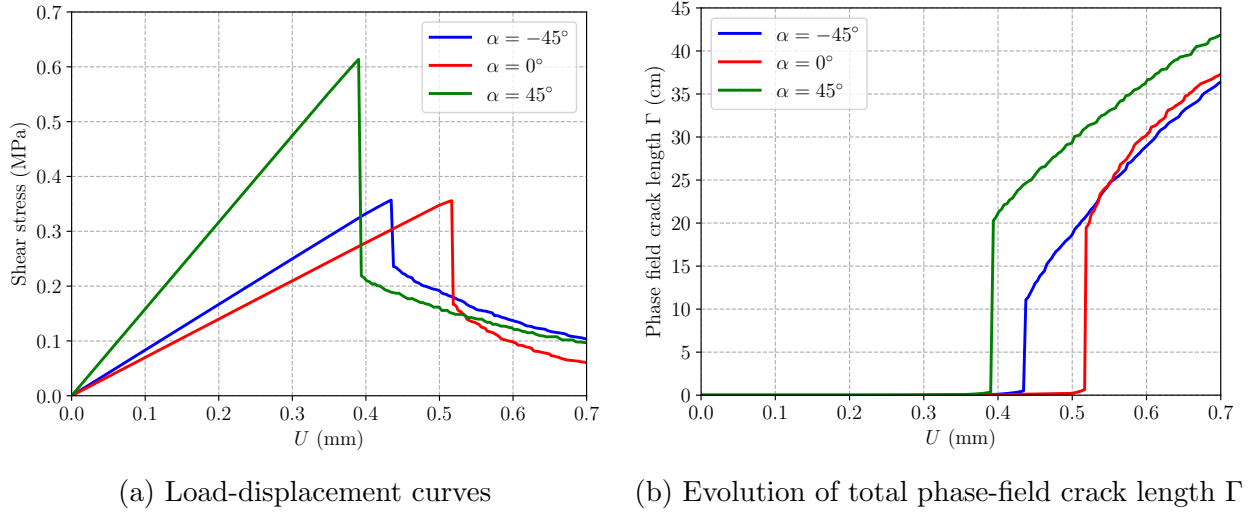 0.7
0.6
0.5
0.4
0.3
0.2
0.1
0.0
Shear stress (MPa)
α = −45°
α = 0°
α = 45°
0.0 0.1 0.2 0.3 0.4 0.5 0.6 0.7
U (mm)
(a) Load-displacement curves
45
40
35
30
25
20
15
10
5
0
Phase field crack length Γ (cm)
α = −45°
α = 0°
α = 45°
0.0 0.1 0.2 0.3 0.4 0.5 0.6 0.7
U (mm)
(b) Evolution of total phase-field crack length Γ